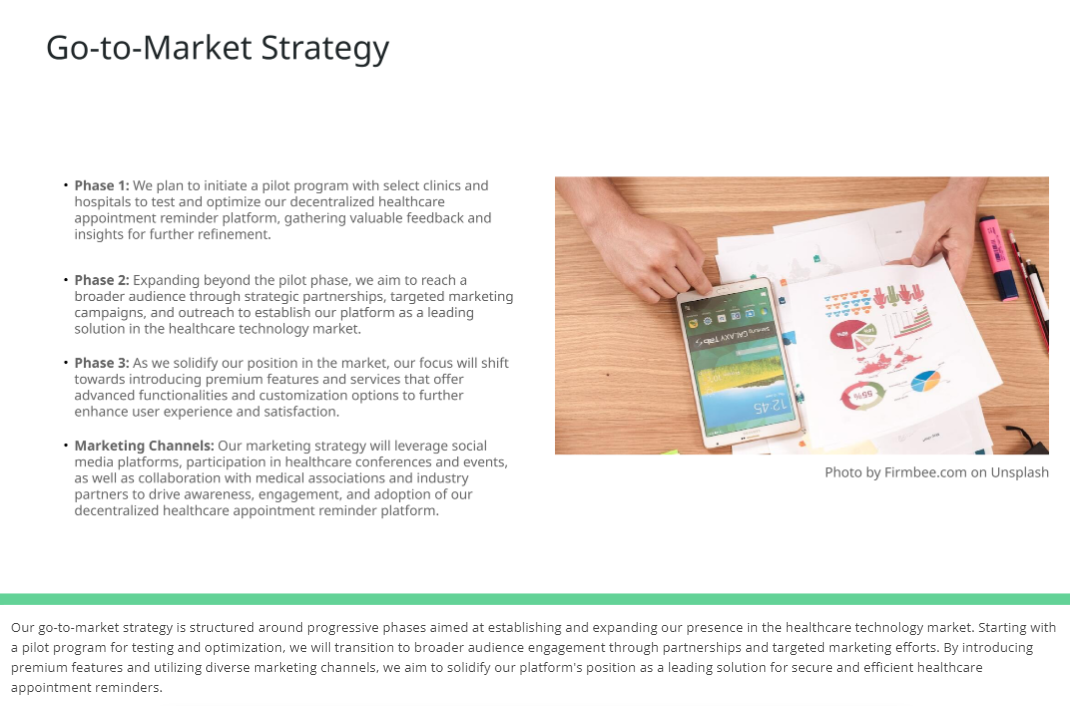 Go-to-Market Strategy
• Phase 1: We plan to initiate a pilot program with select clinics and
hospitals to test and optimize our decentralized healthcare
appointment reminder platform, gathering valuable feedback and
insights for further refinement.
• Phase 2: Expanding beyond the pilot phase, we aim to reach a
broader audience through strategic partnerships, targeted marketing
campaigns, and outreach to establish our platform as a leading
solution in the healthcare technology market.
• Phase 3: As we solidify our position in the market, our focus will shift
towards introducing premium features and services that offer
advanced functionalities and customization options to further
enhance user experience and satisfaction.
• Marketing Channels: Our marketing strategy will leverage social
media platforms, participation in healthcare conferences and events,
as well as collaboration with medical associations and industry
partners to drive awareness, engagement, and adoption of our
decentralized healthcare appointment reminder platform.
Samsung GALAXY Tab S
12:45
55%
Photo by Firmbee.com on Unsplash
Our go-to-market strategy is structured around progressive phases aimed at establishing and expanding our presence in the healthcare technology market. Starting with
a pilot program for testing and optimization, we will transition to broader audience engagement through partnerships and targeted marketing efforts. By introducing
premium features and utilizing diverse marketing channels, we aim to solidify our platform's position as a leading solution for secure and efficient healthcare
appointment reminders.